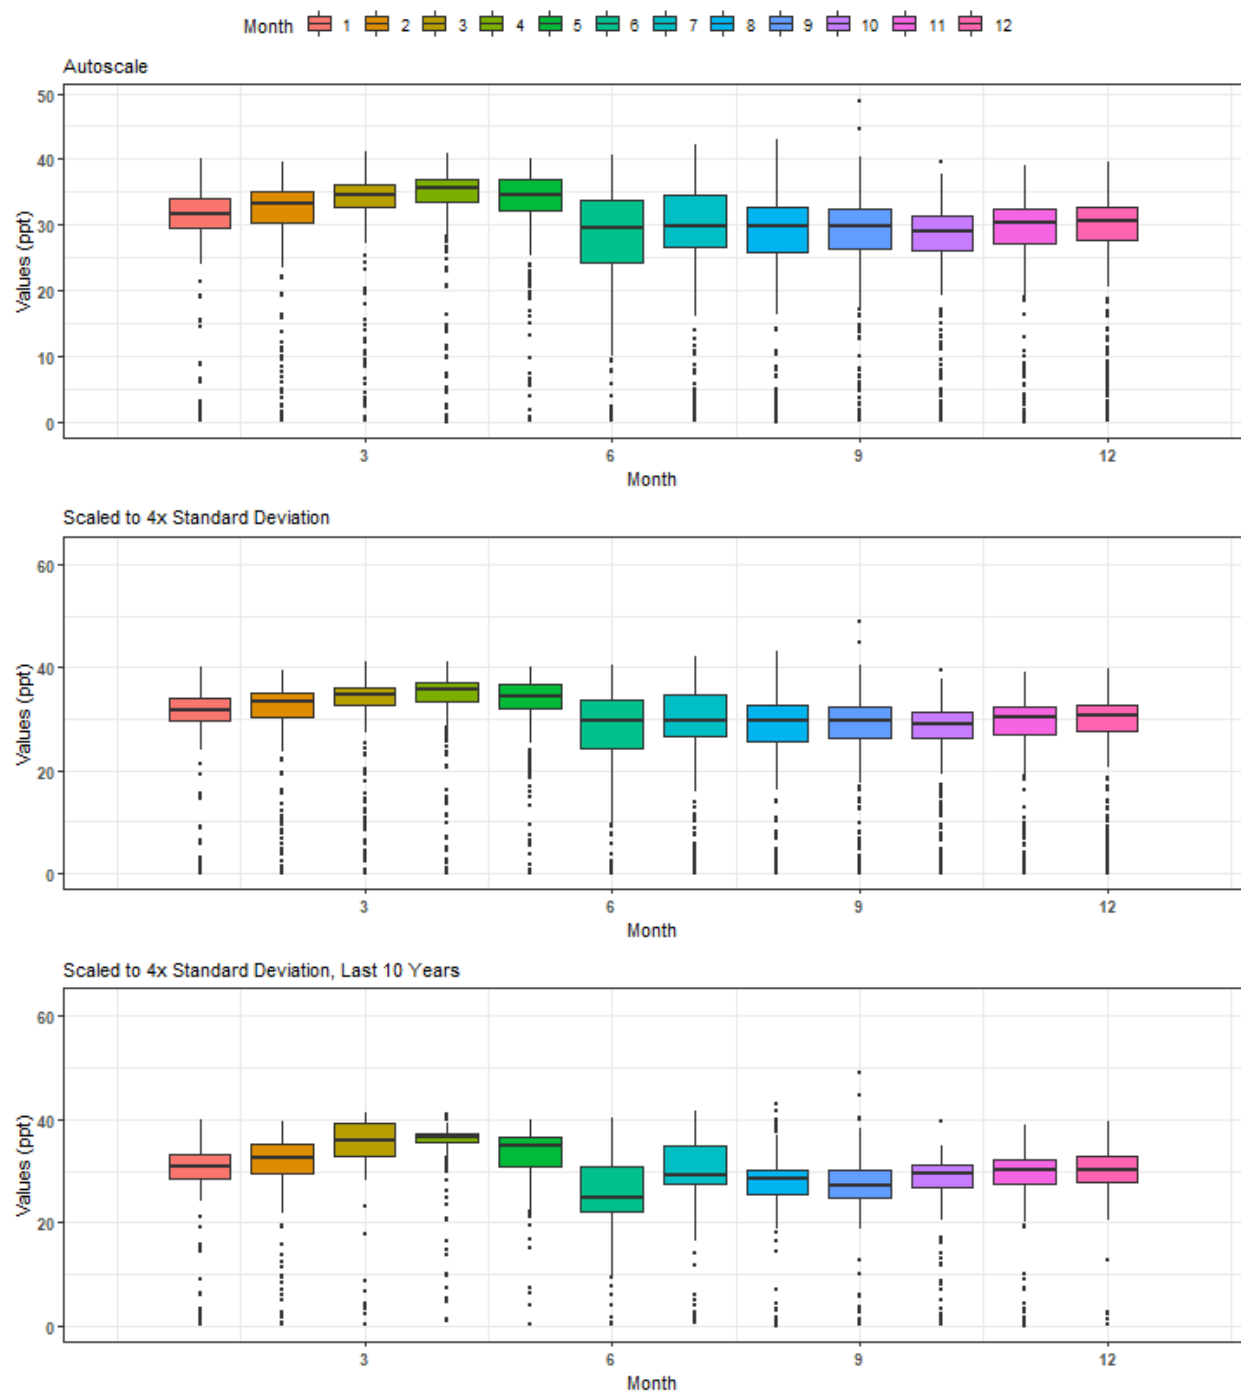 Month 1 2 3 4 5 6 7 8 9 10 11 12
Autoscale
50
40
30
20
10
0
Values (ppt)
3 6 9 12
Month
Scaled to 4x Standard Deviation
60
40
20
0
Values (ppt)
3 6 9 12
Month
Scaled to 4x Standard Deviation, Last 10 Years
60
40
20
0
Values (ppt)
3 6 9 12
Month